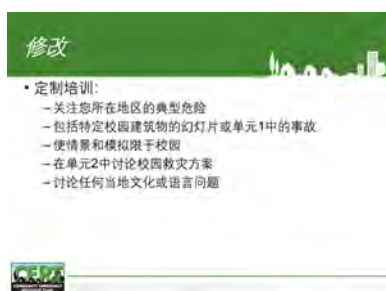 修改
• 定制培训:
–关注您所在地区的典型危险
–包括特定校园建筑物的幻灯片或单元1中的事故
–使情景和模拟限于校园
–在单元2中讨论校园救灾方案
–讨论任何当地文化或语言问题
CERT